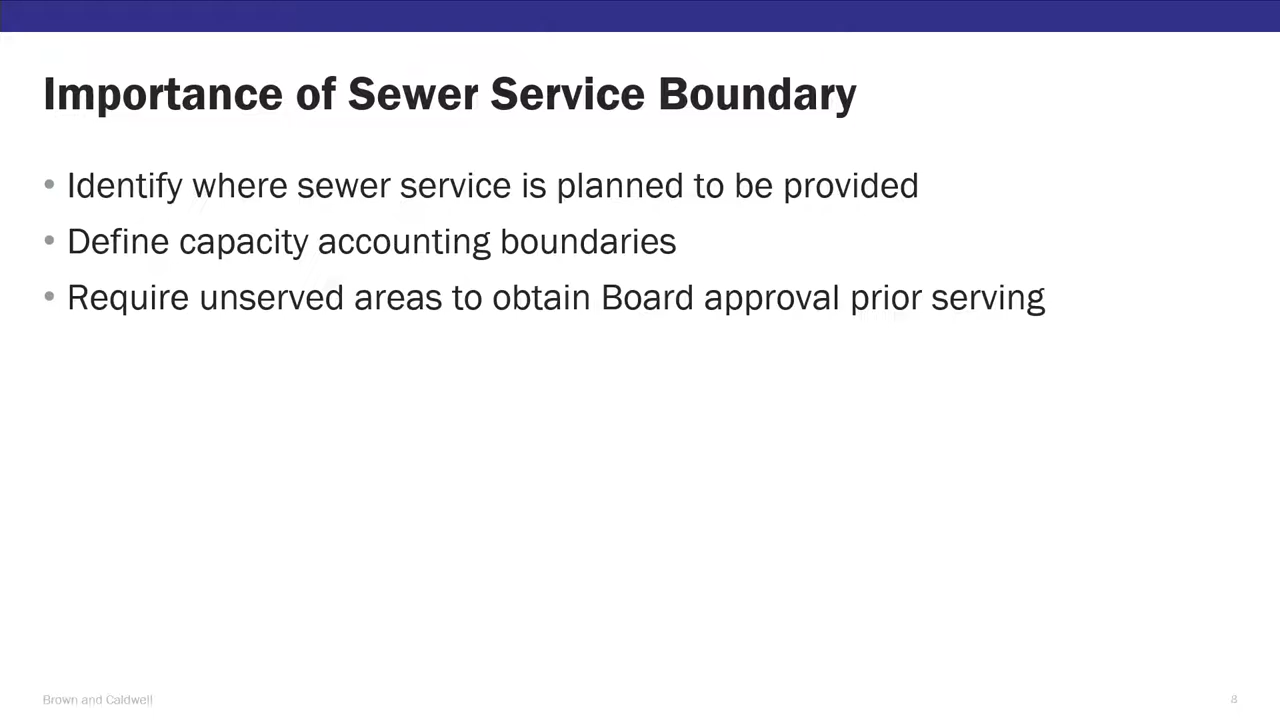 Importance of Sewer Service Boundary
• Identify where sewer service is planned to be provided
• Define capacity accounting boundaries
• Require unserved areas to obtain Board approval prior serving
Brown and Caldwell
8